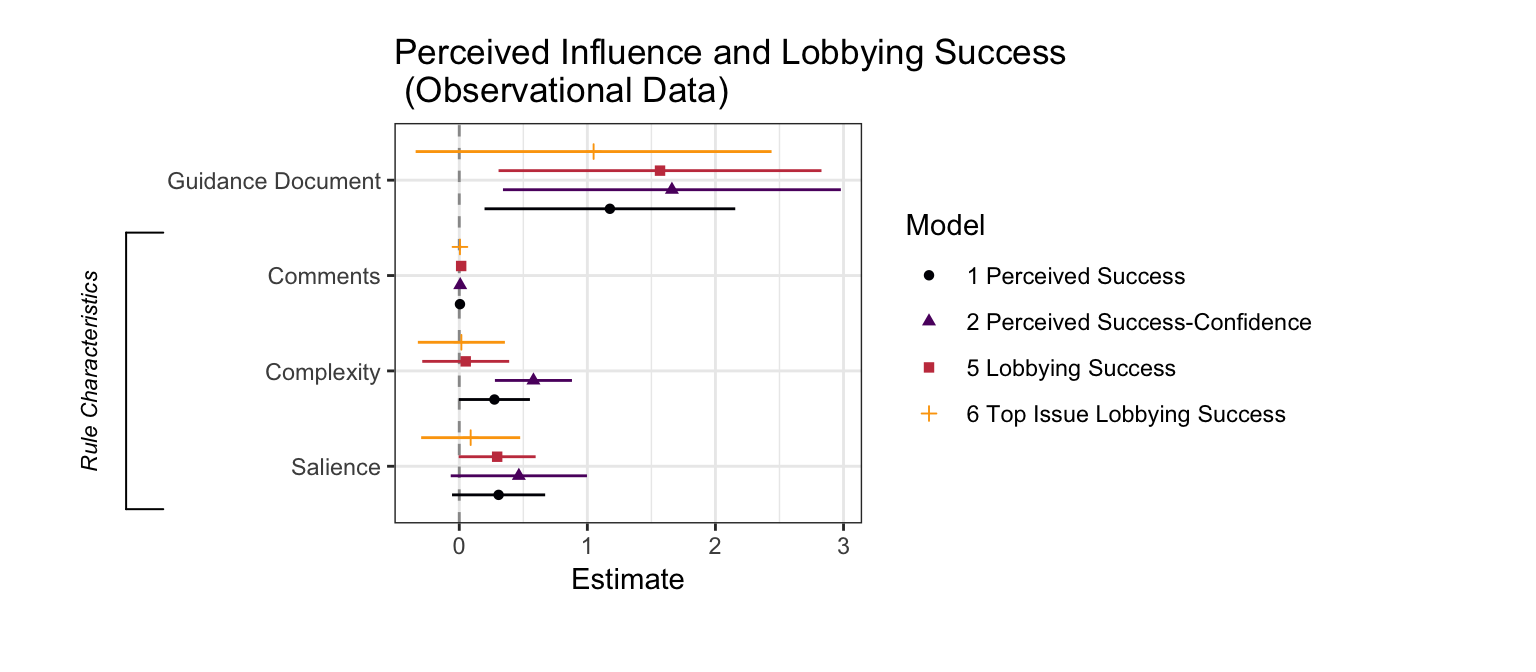 Perceived Influence and Lobbying Success
(Observational Data)
Guidance Document
Comments
Complexity
Salience
Rule Characteristics
0 1 2 3
Estimate
Model
1 Perceived Success
2 Perceived Success-Confidence
5 Lobbying Success
6 Top Issue Lobbying Success